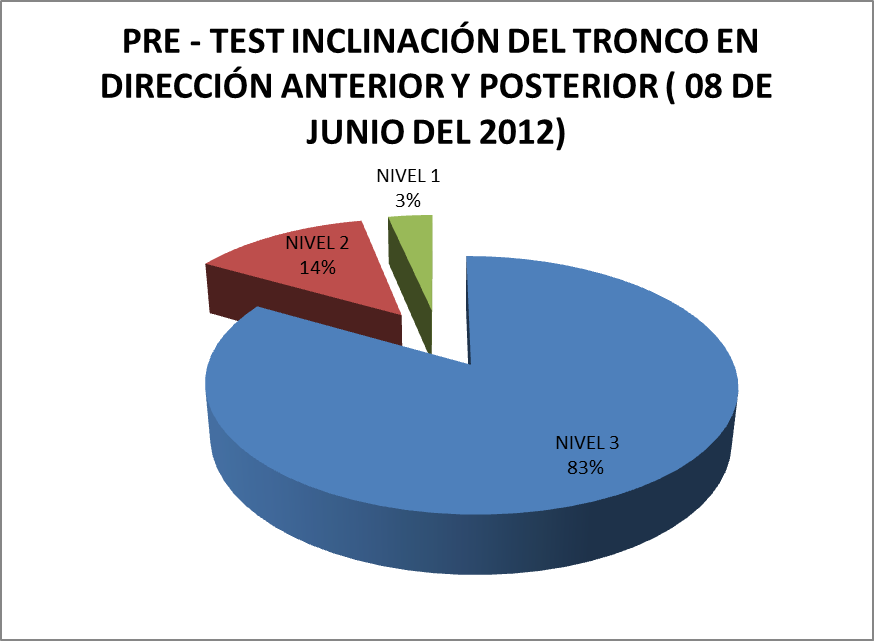 PRE - TEST INCLINACIÓN DEL TRONCO EN
DIRECCIÓN ANTERIOR Y POSTERIOR ( 08 DE
JUNIO DEL 2012)
NIVEL 1
3%
NIVEL 2
14%
NIVEL 3
83%